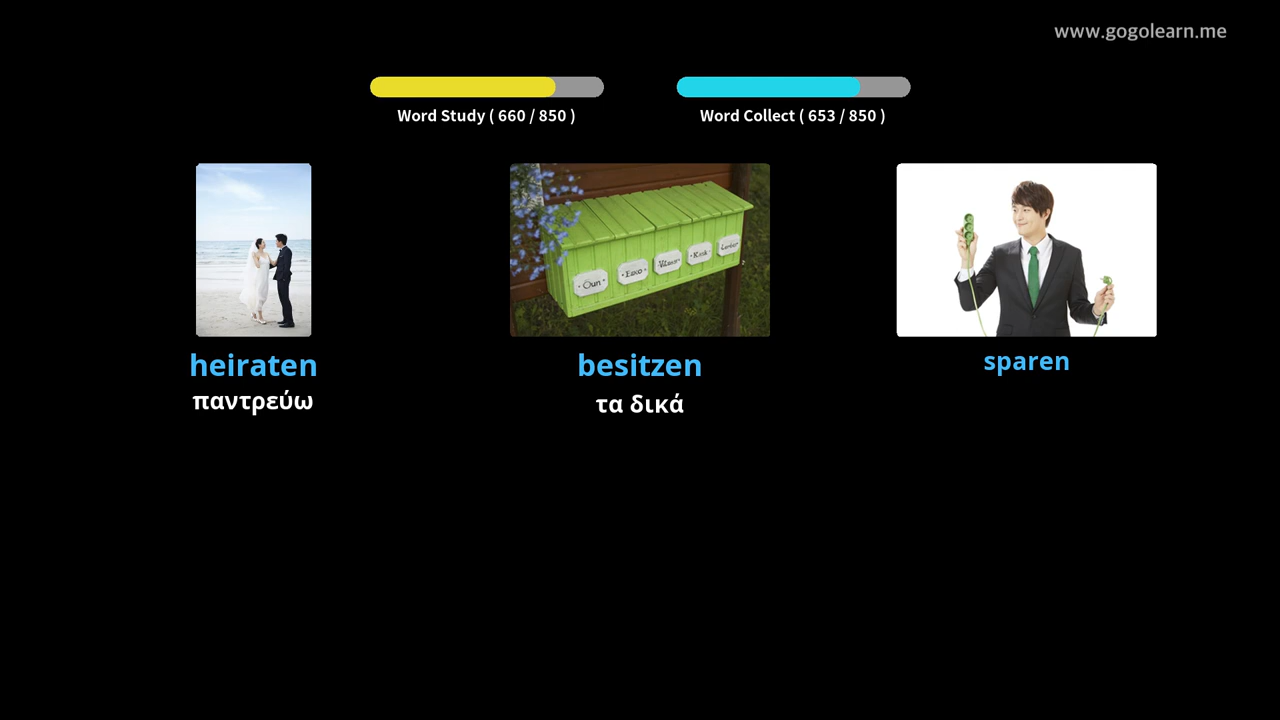 www.gogolearn.me
Word Study ( 660 / 850 )
Word Collect ( 653 / 850 )
heiraten
παντρεύω
besitzen
τα δικά
sparen